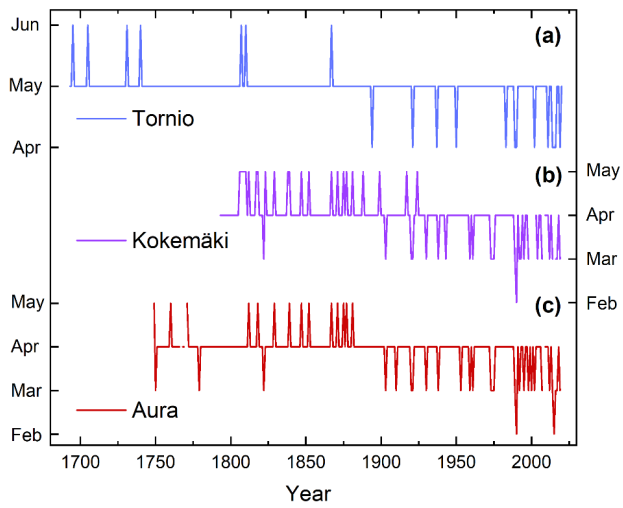 Jun
(a)
May
Tornio
Apr
(b)
May
Apr
Kokemäki
Mar
May
(c)
Feb
Apr
Mar
Aura
Feb
1700 1750 1800 1850 1900 1950 2000
Year